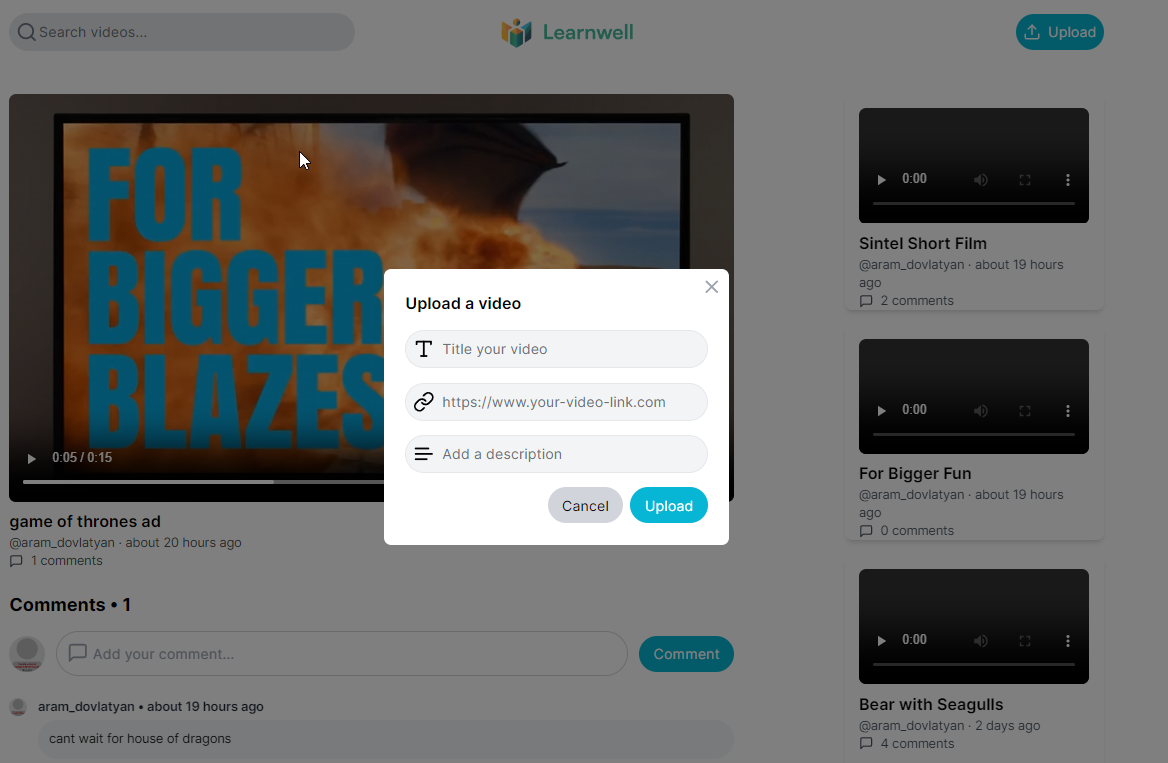 Search videos...
Learnwell
Upload
FOR
BIGGER
BLAZES
0:05 / 0:15
game of thrones ad
@aram_dovlatyan · about 20 hours ago
1 comments
Comments • 1
Add your comment...
Comment
aram_dovlatyan • about 19 hours ago
cant wait for house of dragons
Upload a video
Title your video
https://www.your-video-link.com
Add a description
Cancel
Upload
0:00
Sintel Short Film
@aram_dovlatyan · about 19 hours
ago
2 comments
0:00
For Bigger Fun
@aram_dovlatyan · about 19 hours
ago
0 comments
0:00
Bear with Seagulls
@aram_dovlatyan · 2 days ago
4 comments